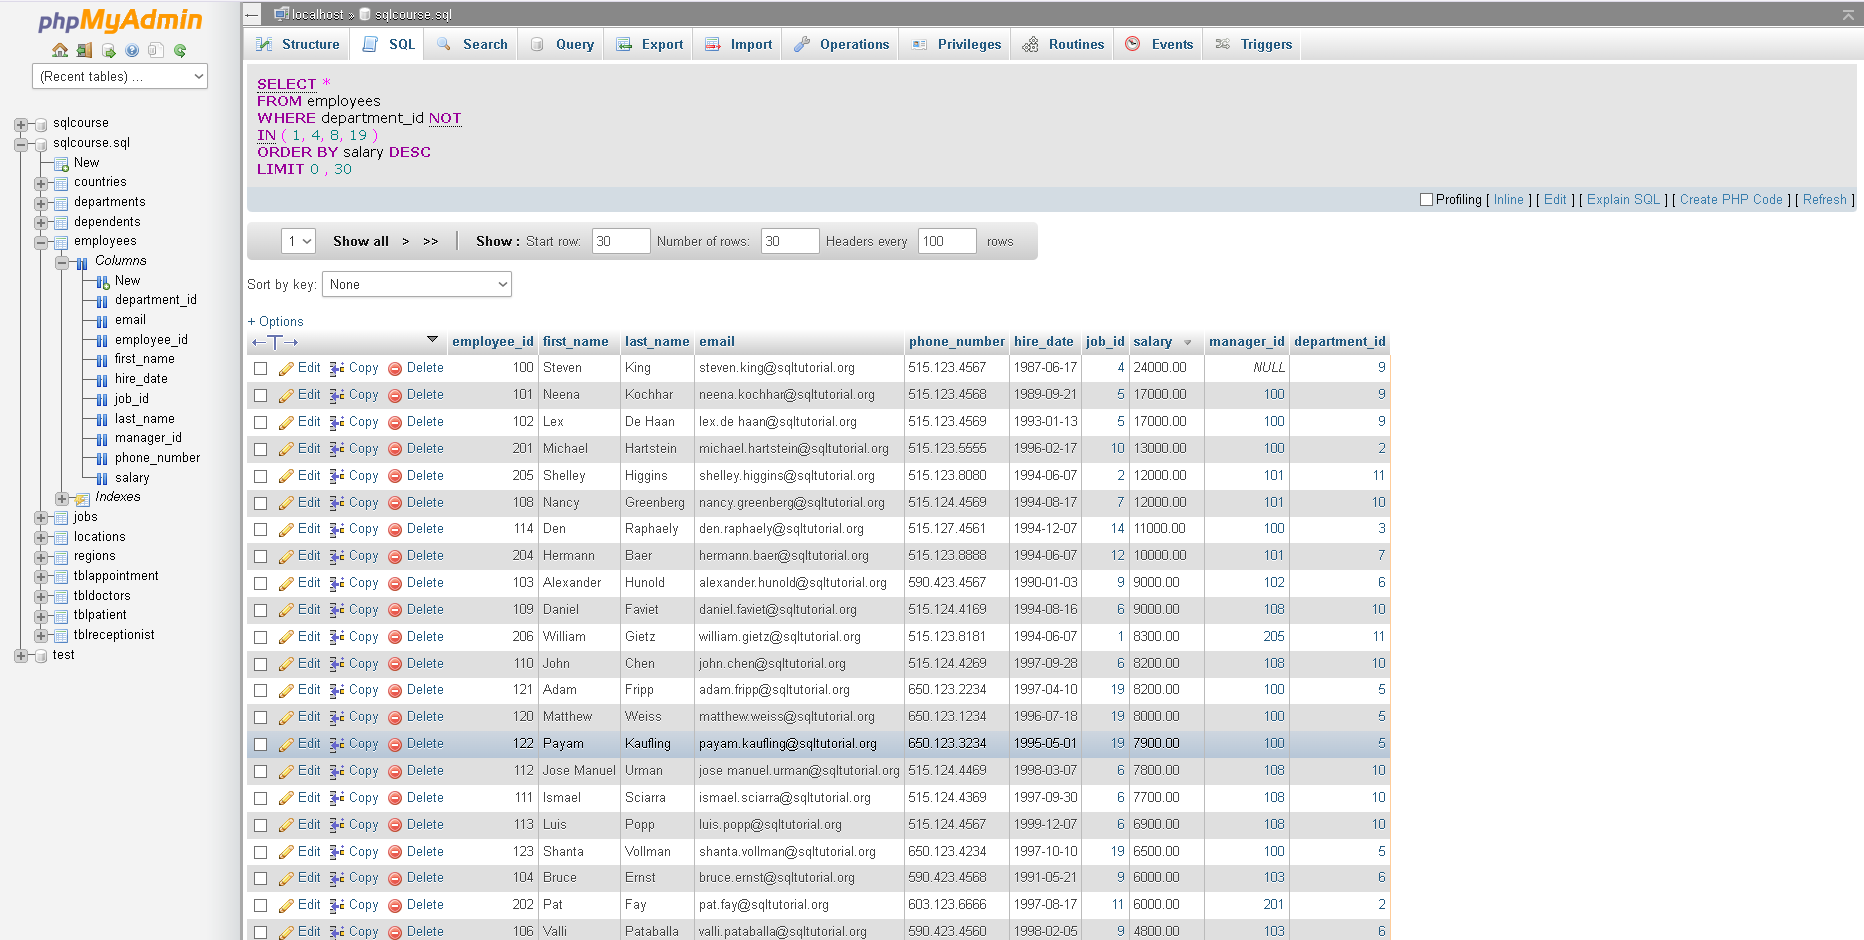 phpMyAdmin
(Recent tables) ...
sqlcourse
sqlcourse.sql
New
countries
departments
dependents
employees
Columns
New
department_id
email
employee_id
first_name
hire_date
job_id
last_name
manager_id
phone_number
salary
Indexes
jobs
locations
regions
tblappointment
tbldoctors
tblpatient
tblreceptionist
test
localhost » sqlcourse.sql
Structure SQL Search Query Export Import Operations Privileges Routines Events Triggers
SELECT *
FROM employees
WHERE department_id NOT
IN ( 1, 4, 8, 19 )
ORDER BY salary DESC
LIMIT 0 , 30
Profiling [ Inline ] [ Edit ] [ Explain SQL ] [ Create PHP Code ] [ Refresh ]
1 Show all > >> Show : Start row: 30 Number of rows: 30 Headers every 100 rows
Sort by key: None
+ Options
employee_id first_name last_name email phone_number hire_date job_id salary manager_id department_id
Edit Copy Delete 100 Steven King steven.king@sqltutorial.org 515.123.4567 1987-06-17 4 24000.00 NULL 9
Edit Copy Delete 101 Neena Kochhar neena.kochhar@sqltutorial.org 515.123.4568 1989-09-21 5 17000.00 100 9
Edit Copy Delete 102 Lex De Haan lex.de haan@sqltutorial.org 515.123.4569 1993-01-13 5 17000.00 100 9
Edit Copy Delete 201 Michael Hartstein michael.hartstein@sqltutorial.org 515.123.5555 1996-02-17 10 13000.00 100 2
Edit Copy Delete 205 Shelley Higgins shelley.higgins@sqltutorial.org 515.123.8080 1994-06-07 2 12000.00 101 11
Edit Copy Delete 108 Nancy Greenberg nancy.greenberg@sqltutorial.org 515.124.4569 1994-08-17 7 12000.00 101 10
Edit Copy Delete 114 Den Raphaely den.raphaely@sqltutorial.org 515.127.4561 1994-12-07 14 11000.00 100 3
Edit Copy Delete 204 Hermann Baer hermann.baer@sqltutorial.org 515.123.8888 1994-06-07 12 10000.00 101 7
Edit Copy Delete 103 Alexander Hunold alexander.hunold@sqltutorial.org 590.423.4567 1990-01-03 9 9000.00 102 6
Edit Copy Delete 109 Daniel Faviet daniel.faviet@sqltutorial.org 515.124.4169 1994-08-16 6 9000.00 108 10
Edit Copy Delete 206 William Gietz william.gietz@sqltutorial.org 515.123.8181 1994-06-07 1 8300.00 205 11
Edit Copy Delete 110 John Chen john.chen@sqltutorial.org 515.124.4269 1997-09-28 6 8200.00 108 10
Edit Copy Delete 121 Adam Fripp adam.fripp@sqltutorial.org 650.123.2234 1997-04-10 19 8200.00 100 5
Edit Copy Delete 120 Matthew Weiss matthew.weiss@sqltutorial.org 650.123.1234 1996-07-18 19 8000.00 100 5
Edit Copy Delete 122 Payam Kaufling payam.kaufling@sqltutorial.org 650.123.3234 1995-05-01 19 7900.00 100 5
Edit Copy Delete 112 Jose Manuel Urman jose manuel.urman@sqltutorial.org 515.124.4469 1998-03-07 6 7800.00 108 10
Edit Copy Delete 111 Ismael Sciarra ismael.sciarra@sqltutorial.org 515.124.4369 1997-09-30 6 7700.00 108 10
Edit Copy Delete 113 Luis Popp luis.popp@sqltutorial.org 515.124.4567 1999-12-07 6 6900.00 108 10
Edit Copy Delete 123 Shanta Vollman shanta.vollman@sqltutorial.org 650.123.4234 1997-10-10 19 6500.00 100 5
Edit Copy Delete 104 Bruce Ernst bruce.ernst@sqltutorial.org 590.423.4568 1991-05-21 9 6000.00 103 6
Edit Copy Delete 202 Pat Fay pat.fay@sqltutorial.org 603.123.6666 1997-08-17 11 6000.00 201 2
Edit Copy Delete 106 Valli Pataballa valli.pataballa@sqltutorial.org 590.423.4560 1998-02-05 9 4800.00 103 6